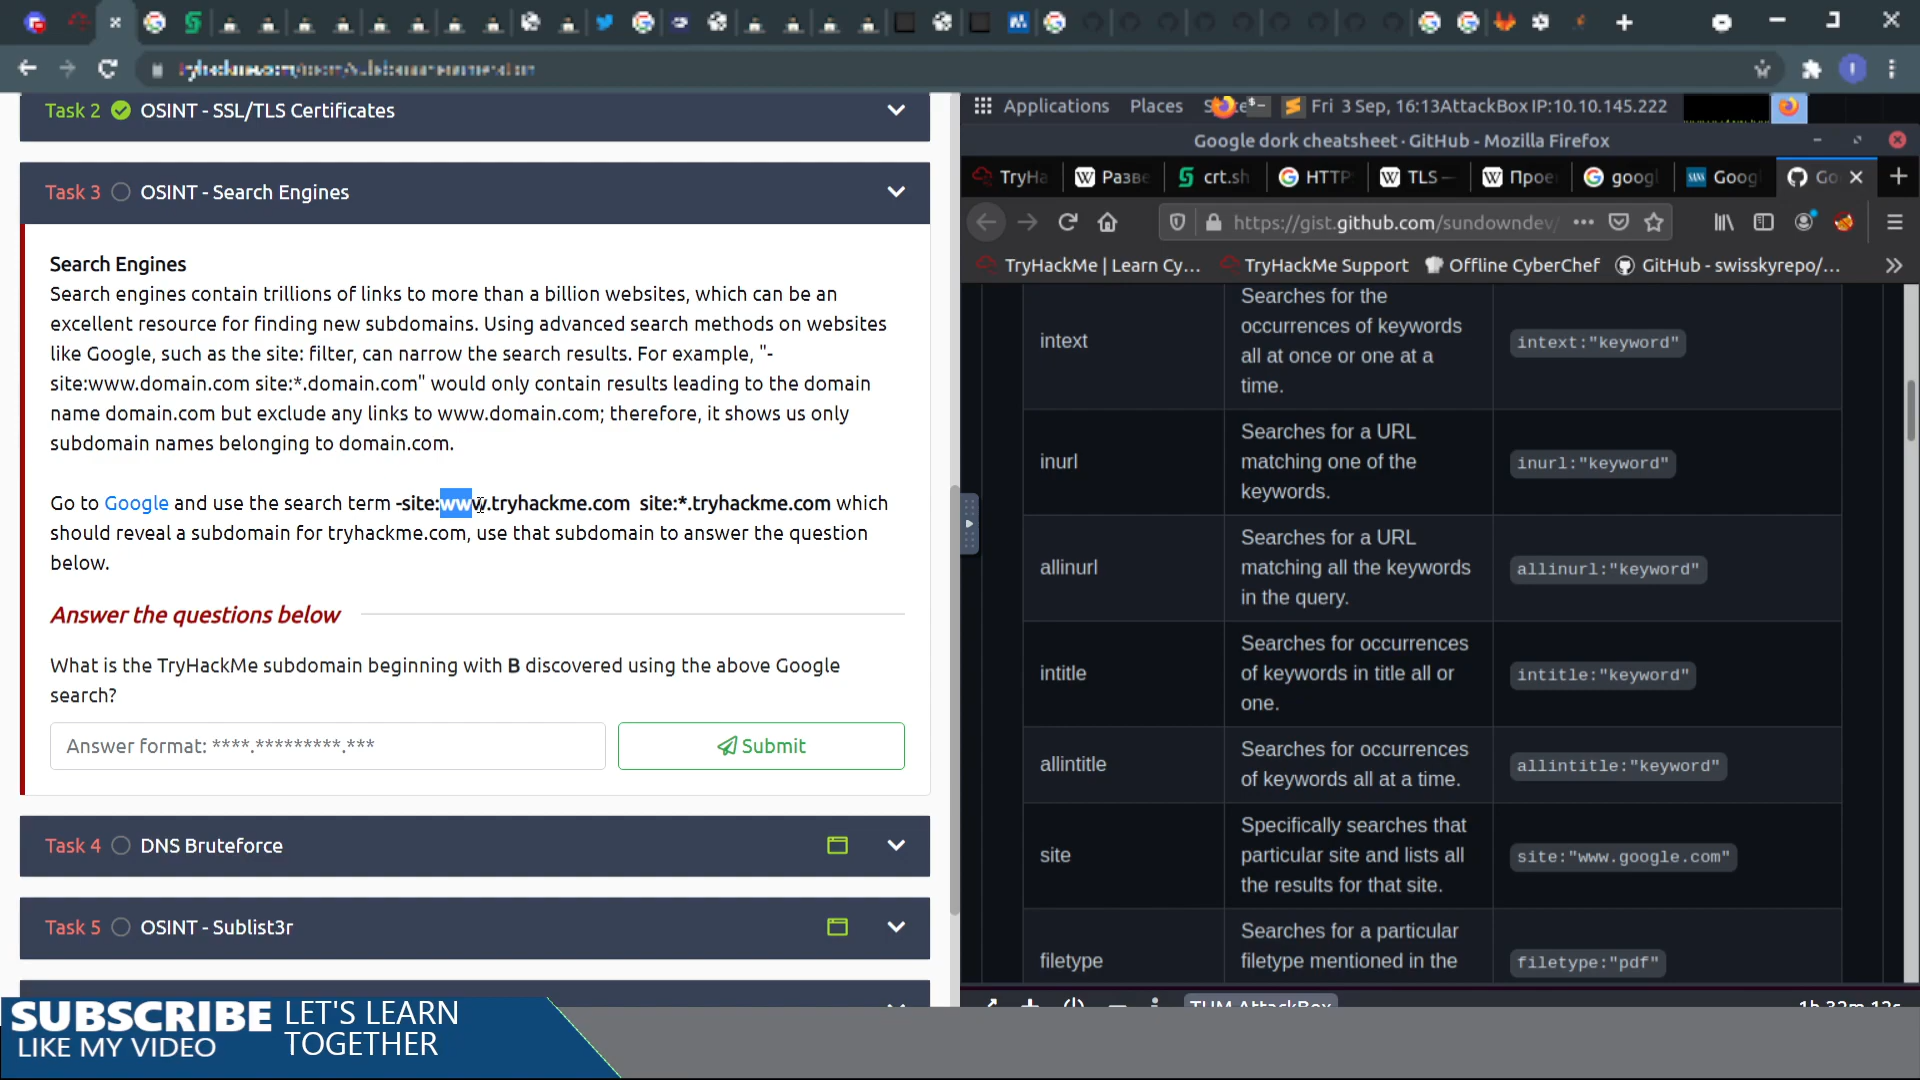 Task 2 OSINT - SSL/TLS Certificates
Task 3 OSINT - Search Engines
Search Engines
Search engines contain trillions of links to more than a billion websites, which can be an
excellent resource for finding new subdomains. Using advanced search methods on websites
like Google, such as the site: filter, can narrow the search results. For example, "-
site:www.domain.com site:*.domain.com" would only contain results leading to the domain
name domain.com but exclude any links to www.domain.com; therefore, it shows us only
subdomain names belonging to domain.com.
Go to Google and use the search term -site:www.tryhackme.com site:*.tryhackme.com which
should reveal a subdomain for tryhackme.com, use that subdomain to answer the question
below.
Answer the questions below
What is the TryHackMe subdomain beginning with B discovered using the above Google
search?
Answer format: ****.*********.***
Submit
Task 4 DNS Bruteforce
Task 5 OSINT - Sublist3r
SUBSCRIBE
LIKE MY VIDEO
LET'S LEARN
TOGETHER
Applications Places Fri 3 Sep, 16:13 AttackBox IP:10.10.145.222
Google dork cheatsheet · GitHub - Mozilla Firefox
TryHa Разве crt.sh HTTP TLS — Прое googl Goog Go
https://gist.github.com/sundowndev/
TryHackMe | Learn Cy... TryHackMe Support Offline CyberChef GitHub - swisskyrepo/...
intext
Searches for the
occurrences of keywords
all at once or one at a
time.
intext:"keyword"
inurl
Searches for a URL
matching one of the
keywords.
inurl:"keyword"
allinurl
Searches for a URL
matching all the keywords
in the query.
allinurl:"keyword"
intitle
Searches for occurrences
of keywords in title all or
one.
intitle:"keyword"
allintitle
Searches for occurrences
of keywords all at a time.
allintitle:"keyword"
site
Specifically searches that
particular site and lists all
the results for that site.
site:"www.google.com"
filetype
Searches for a particular
filetype mentioned in the
filetype:"pdf"
THM AttackBox
1h 32m 12s